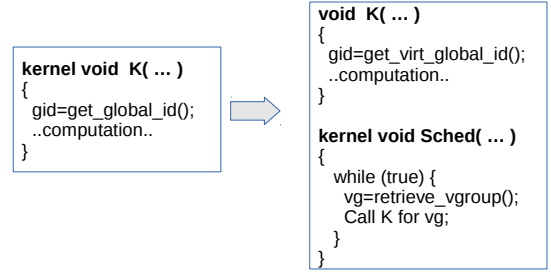 kernel void K( ... )
{
gid=get_global_id();
..computation..
}
void K( ... )
{
gid=get_virt_global_id();
..computation..
}
kernel void Sched( ... )
{
while (true) {
vg=retrieve_vgroup();
Call K for vg;
}
}